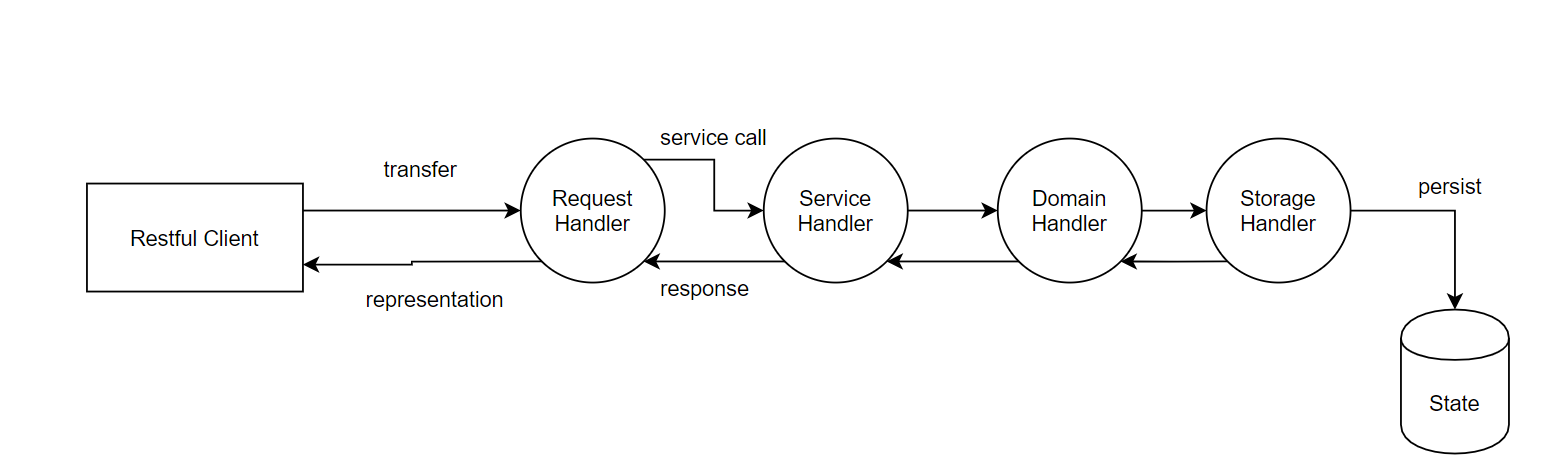 service call
transfer
persist
Restful Client
Request
Handler
Service
Handler
Domain
Handler
Storage
Handler
representation
response
State